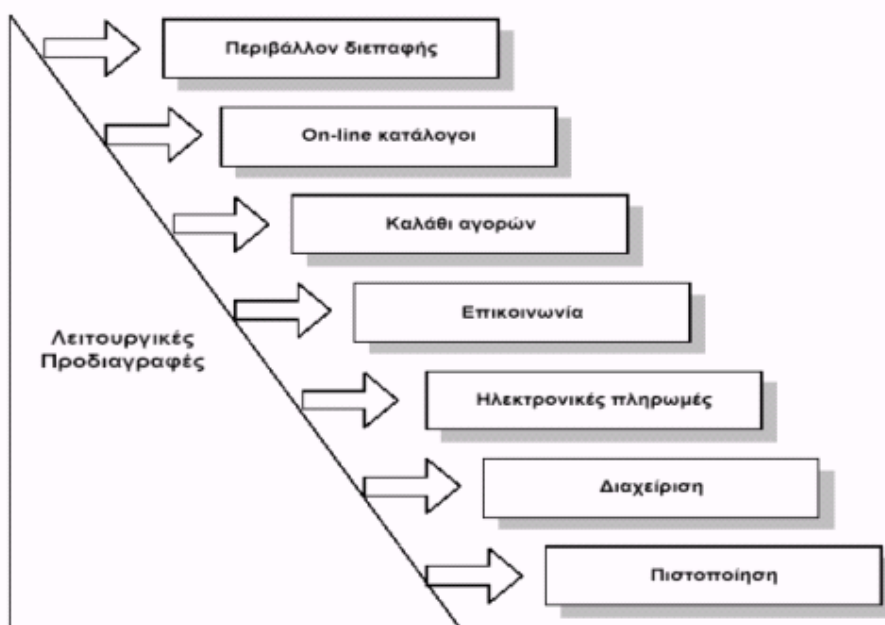 Περιβάλλον διεπαφής
On-line κατάλογοι
Καλάθι αγορών
Επικοινωνία
Λειτουργικές
Προδιαγραφές
Ηλεκτρονικές πληρωμές
Διαχείριση
Πιστοποίηση